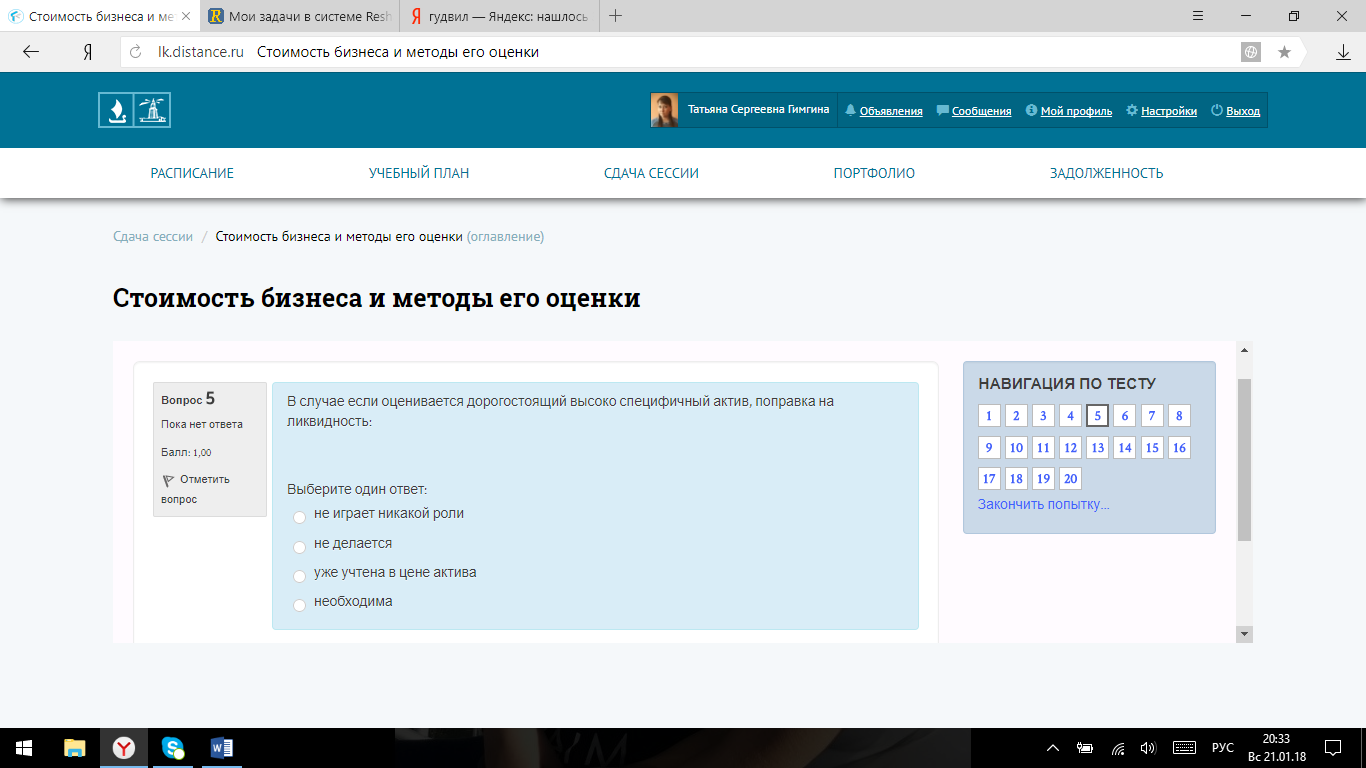 Стоимость бизнеса и ме
Мои задачи в системе Resh
гудвил — Яндекс: нашлось
lk.distance.ru Стоимость бизнеса и методы его оценки
Татьяна Сергеевна Гимгина Объявления Сообщения Мой профиль Настройки Выход
РАСПИСАНИЕ УЧЕБНЫЙ ПЛАН СДАЧА СЕССИИ ПОРТФОЛИО ЗАДОЛЖЕННОСТЬ
Сдача сессии / Стоимость бизнеса и методы его оценки (оглавление)
Стоимость бизнеса и методы его оценки
Вопрос 5
Пока нет ответа
Балл: 1,00
Отметить
вопрос
В случае если оценивается дорогостоящий высоко специфичный актив, поправка на
ликвидность:
Выберите один ответ:
не играет никакой роли
не делается
уже учтена в цене актива
необходима
НАВИГАЦИЯ ПО ТЕСТУ
1 2 3 4 5 6 7 8
9 10 11 12 13 14 15 16
17 18 19 20
Закончить попытку...
РУС
20:33
Вс 21.01.18